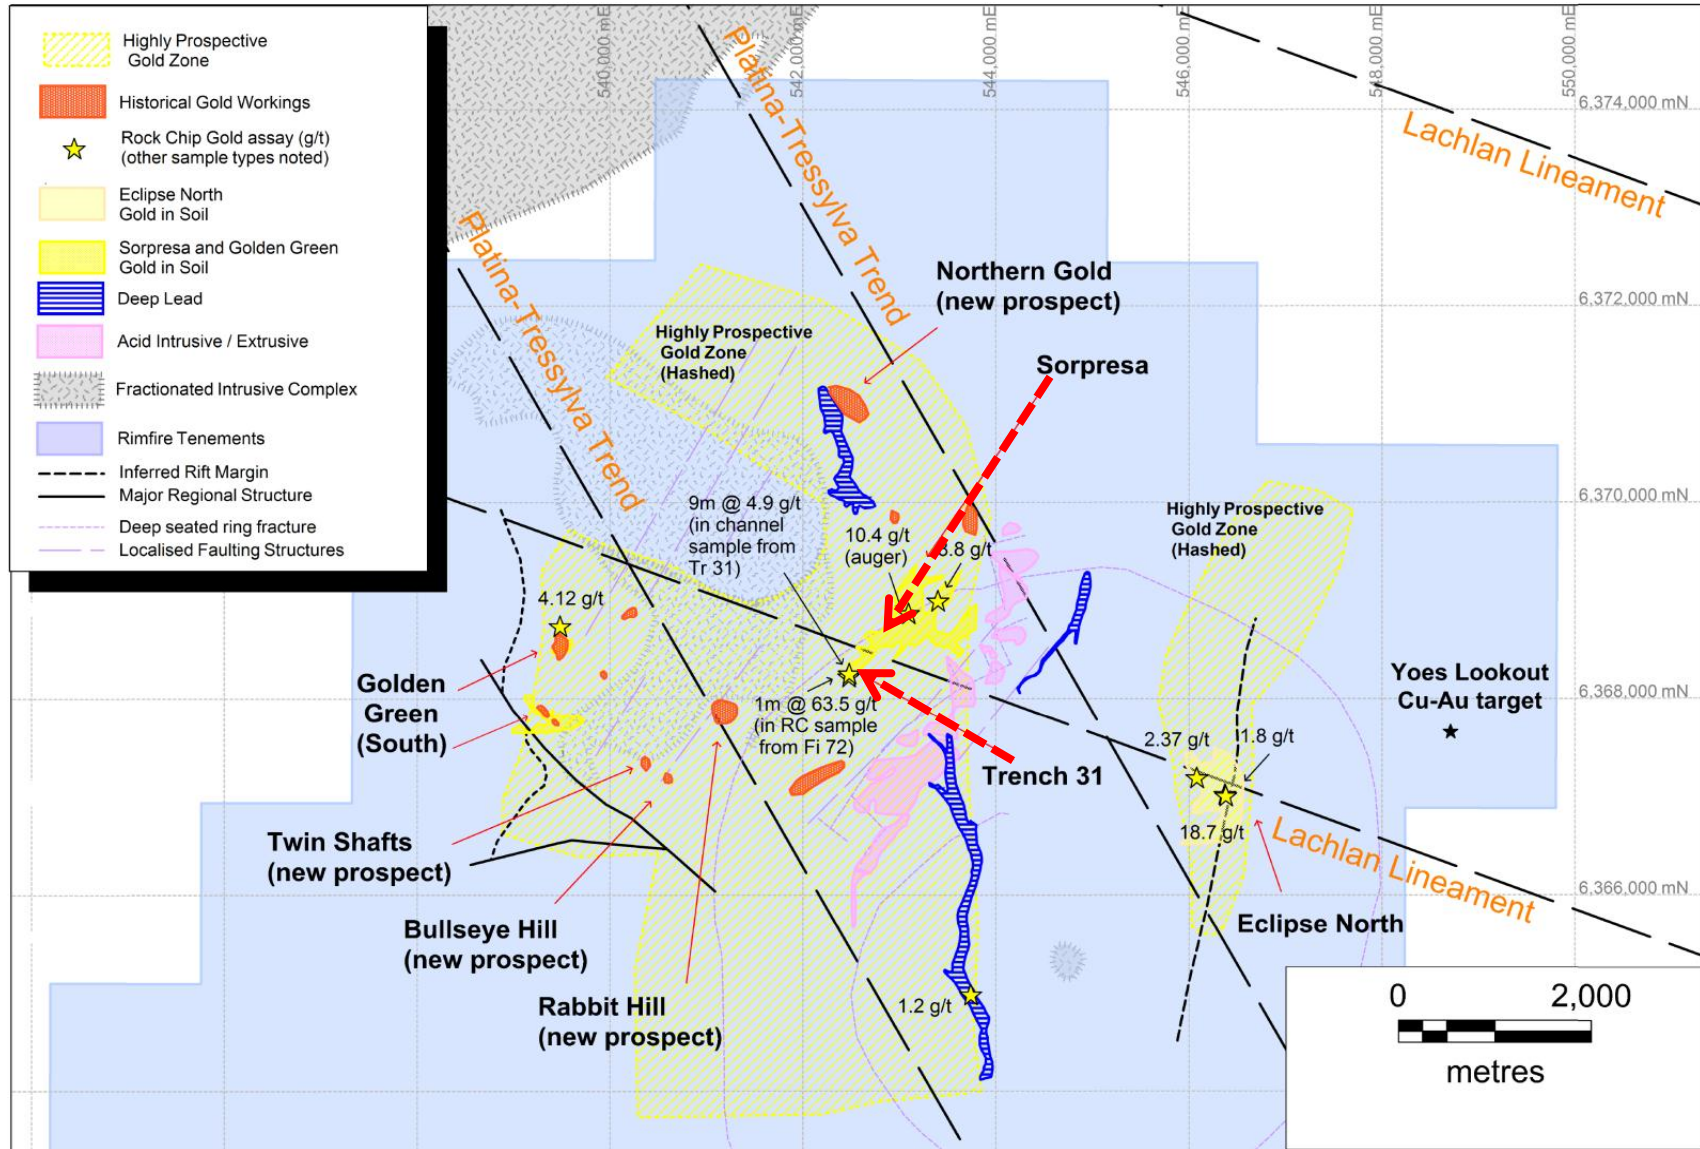 Highly Prospective
Gold Zone
Historical Gold Workings
Rock Chip Gold assay (g/t)
(other sample types noted)
Eclipse North
Gold in Soil
Sorpresa and Golden Green
Gold in Soil
Deep Lead
Acid Intrusive / Extrusive
Fractionated Intrusive Complex
Rimfire Tenements
Inferred Rift Margin
Major Regional Structure
Deep seated ring fracture
Localised Faulting Structures
540,000 mE
542,000 mE
544,000 mE
546,000 mE
548,000 mE
550,000 mE
6,374,000 mN
6,372,000 mN
6,370,000 mN
6,368,000 mN
6,366,000 mN
Platina-Tressylva Trend
Platina-Tressylva Trend
Lachlan Lineament
Northern Gold
(new prospect)
Highly Prospective
Gold Zone
(Hashed)
Sorpresa
9m @ 4.9 g/t
(in channel
sample from
Tr 31)
10.4 g/t
(auger)
8.8 g/t
Highly Prospective
Gold Zone
(Hashed)
4.12 g/t
Golden
Green
(South)
1m @ 63.5 g/t
(in RC sample
from Fi 72)
Trench 31
Yoes Lookout
Cu-Au target
2.37 g/t
1.8 g/t
18.7 g/t
Lachlan Lineament
Twin Shafts
(new prospect)
Bullseye Hill
(new prospect)
Rabbit Hill
(new prospect)
Eclipse North
1.2 g/t
0 2,000
metres